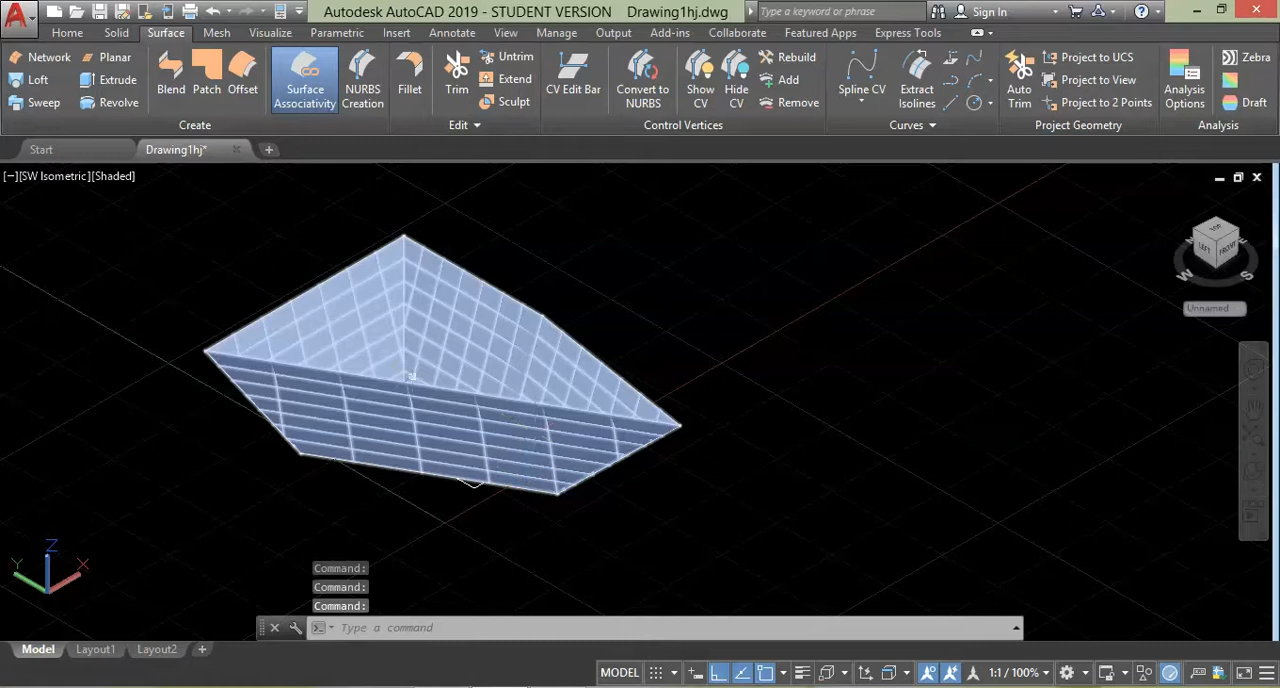 A Autodesk AutoCAD 2019 - STUDENT VERSION Drawing1hj.dwg Type a keyword or phrase Sign In
Home Solid Surface Mesh Visualize Parametric Insert Annotate View Manage Output Add-ins Collaborate Featured Apps Express Tools
Network Planar Untrim Rebuild Project to UCS Zebra
Loft Extrude Extend Add Project to View
Sweep Revolve Sculpt Remove Project to 2 Points Draft
Blend Patch Offset Surface Associativity NURBS Creation Fillet Trim CV Edit Bar Convert to NURBS Show CV Hide CV Spline CV Extract Isolines Auto Trim Analysis Options
Create Edit Control Vertices Curves Project Geometry Analysis
Start Drawing1hj* +
[−][SW Isometric][Shaded]
TOP
LEFT FRONT
W S
Unnamed
Z
Y X
Command:
Command:
Command:
Type a command
Model Layout1 Layout2 +
MODEL 1:1 / 100%